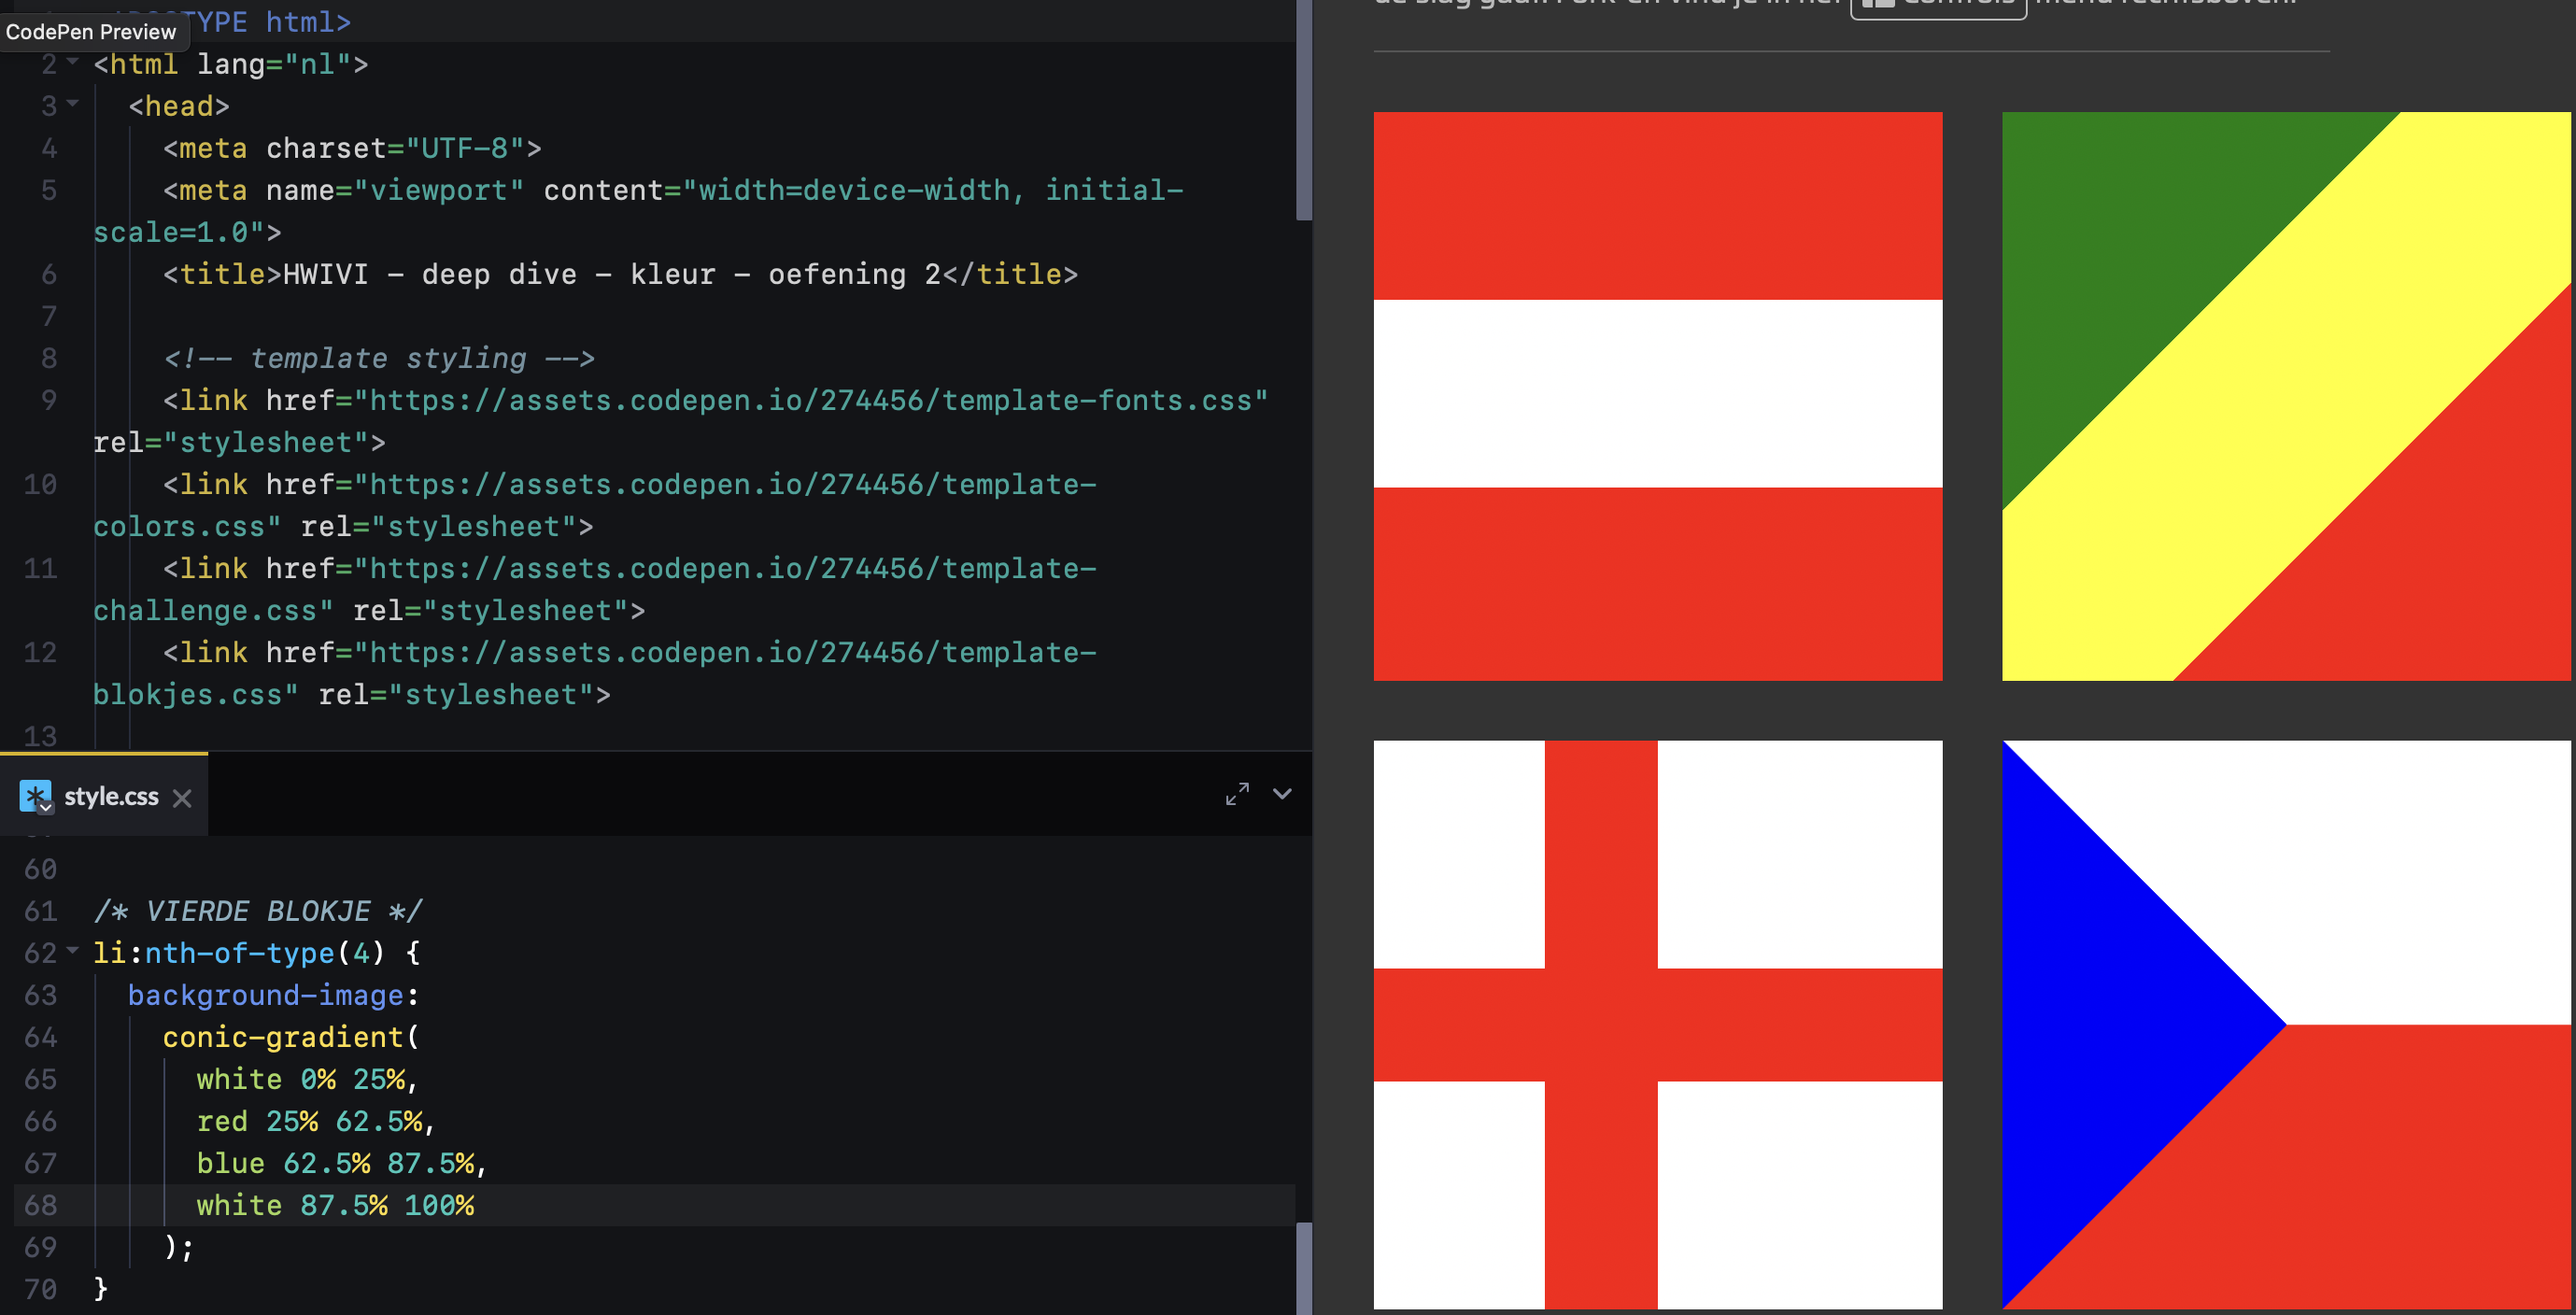 CodePen Preview
TYPE html>
2 <html lang="nl">
3 <head>
4 <meta charset="UTF-8">
5 <meta name="viewport" content="width=device-width, initial-
scale=1.0">
6 <title>HWIVI - deep dive - kleur - oefening 2</title>
7
8 <!-- template styling -->
9 <link href="https://assets.codepen.io/274456/template-fonts.css"
rel="stylesheet">
10 <link href="https://assets.codepen.io/274456/template-
colors.css" rel="stylesheet">
11 <link href="https://assets.codepen.io/274456/template-
challenge.css" rel="stylesheet">
12 <link href="https://assets.codepen.io/274456/template-
blokjes.css" rel="stylesheet">
13
style.css
60
61 /* VIERDE BLOKJE */
62 li:nth-of-type(4) {
63 background-image:
64 conic-gradient(
65 white 0% 25%,
66 red 25% 62.5%,
67 blue 62.5% 87.5%,
68 white 87.5% 100%
69 );
70 }